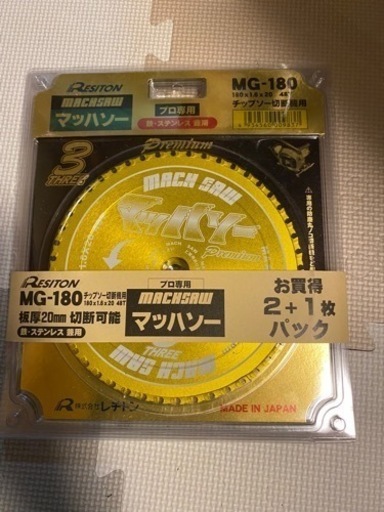 RESITON
MACHSAW
マッハソー
プロ専用
鉄・ステンレス兼用
MG-180
180x1.6x20 48T
チップソー切断機用
3
THREE
Premium
MACH SAW
マッハソー
Premium
RESITON
MG-180
チップソー切断機用
180x1.6x20 48T
板厚20mm 切断可能
鉄・ステンレス 兼用
プロ専用
MACHSAW
マッハソー
お買得
2+1枚
パック
THREE
MACH SAW
株式会社レヂトン
MADE IN JAPAN